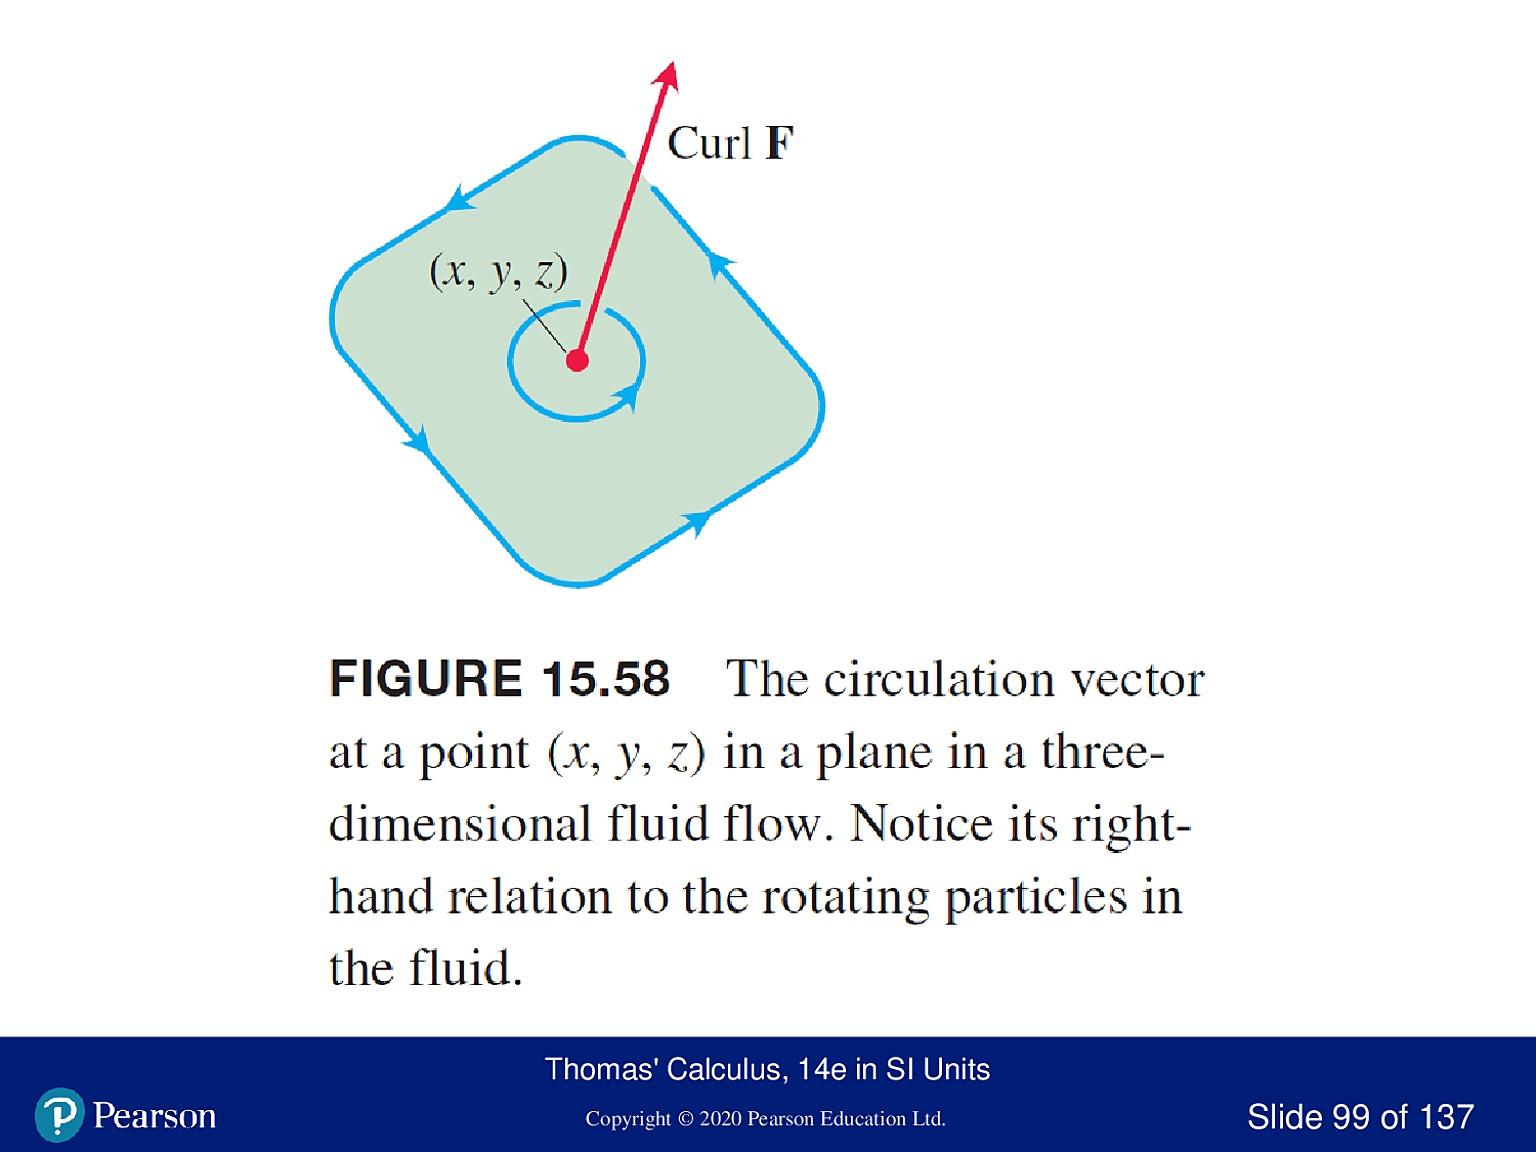 Curl F
(x, y, z)
FIGURE 15.58 The circulation vector
at a point (x, y, z) in a plane in a three-
dimensional fluid flow. Notice its right-
hand relation to the rotating particles in
the fluid.
Thomas' Calculus, 14e in SI Units
Pearson
Copyright © 2020 Pearson Education Ltd.
Slide 99 of 137